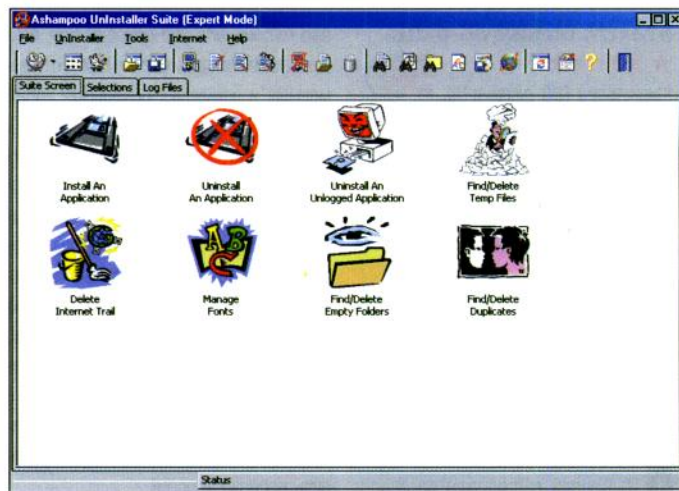 Ashampoo UnInstaller Suite (Expert Mode)
File UnInstaller Tools Internet Help
Suite Screen Selections Log Files
Install An
Application
Uninstall
An Application
Uninstall An
Unlogged Application
Find/Delete
Temp Files
Delete
Internet Trail
Manage
Fonts
Find/Delete
Empty Folders
Find/Delete
Duplicates
Status